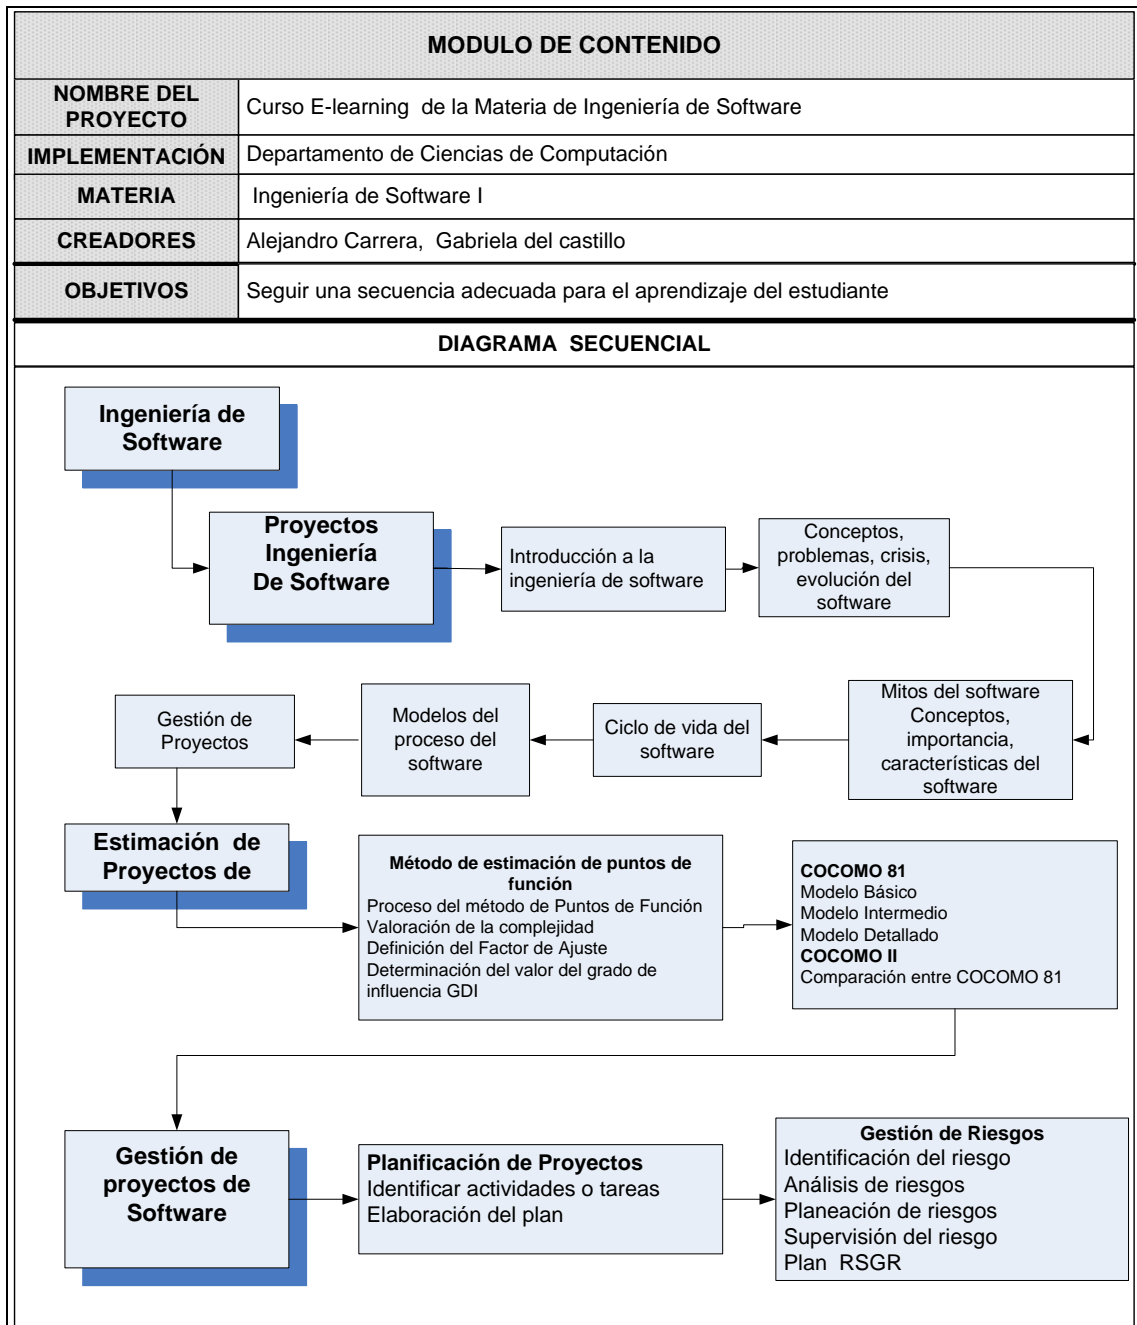 MODULO DE CONTENIDO
NOMBRE DEL
PROYECTO
Curso E-learning de la Materia de Ingeniería de Software
IMPLEMENTACIÓN
Departamento de Ciencias de Computación
MATERIA
Ingeniería de Software I
CREADORES
Alejandro Carrera, Gabriela del castillo
OBJETIVOS
Seguir una secuencia adecuada para el aprendizaje del estudiante
DIAGRAMA SECUENCIAL
Ingeniería de
Software
Proyectos
Ingeniería
De Software
Introducción a la
ingeniería de software
Conceptos,
problemas, crisis,
evolución del
software
Mitos del software
Conceptos,
importancia,
características del
software
Ciclo de vida del
software
Modelos del
proceso del
software
Gestión de
Proyectos
Estimación de
Proyectos de
Método de estimación de puntos de
función
Proceso del método de Puntos de Función
Valoración de la complejidad
Definición del Factor de Ajuste
Determinación del valor del grado de
influencia GDI
COCOMO 81
Modelo Básico
Modelo Intermedio
Modelo Detallado
COCOMO II
Comparación entre COCOMO 81
Gestión de
proyectos de
Software
Planificación de Proyectos
Identificar actividades o tareas
Elaboración del plan
Gestión de Riesgos
Identificación del riesgo
Análisis de riesgos
Planeación de riesgos
Supervisión del riesgo
Plan RSGR